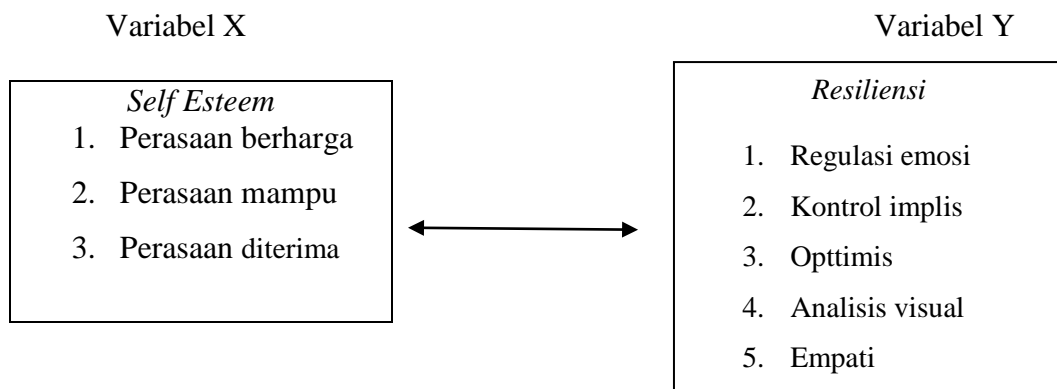 Variabel X
Variabel Y
Self Esteem
1. Perasaan berharga
2. Perasaan mampu
3. Perasaan diterima
Resiliensi
1. Regulasi emosi
2. Kontrol implis
3. Opttimis
4. Analisis visual
5. Empati